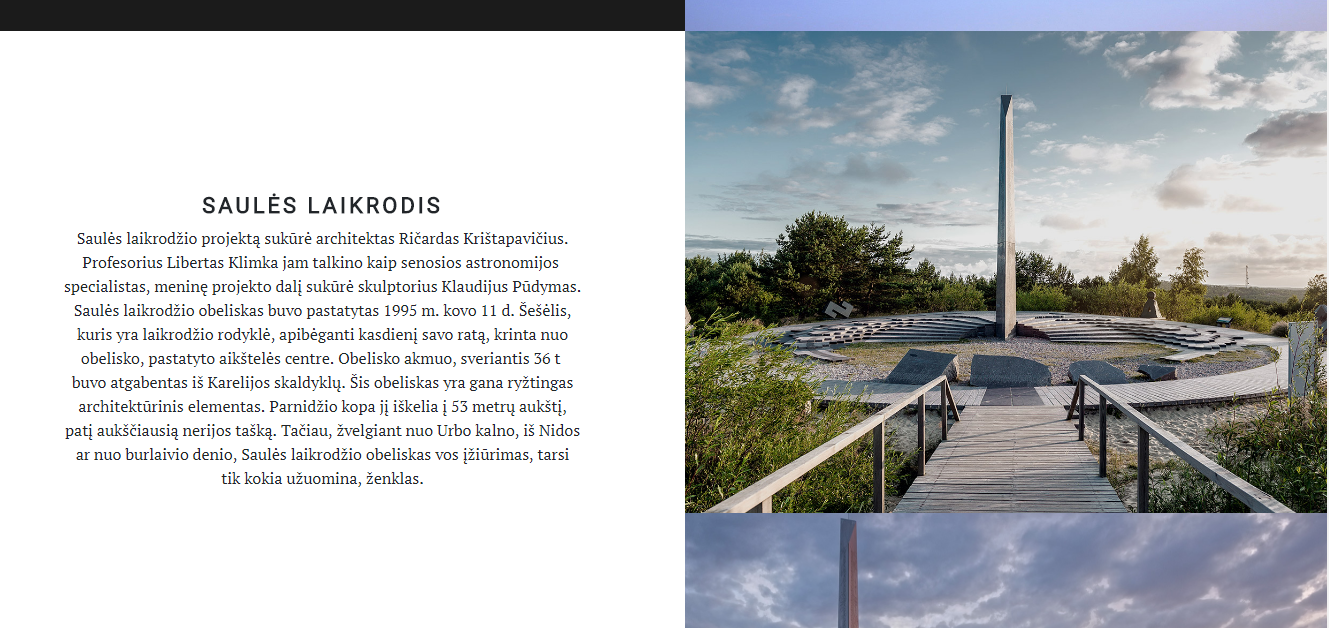 SAULĖS LAIKRODIS
Saulės laikrodžio projektą sukūrė architektas Ričardas Krištapavičius.
Profesorius Libertas Klimka jam talkino kaip senosios astronomijos
specialistas, meninę projekto dalį sukūrė skulptorius Klaudijus Pūdymas.
Saulės laikrodžio obeliskas buvo pastatytas 1995 m. kovo 11 d. Šešėlis,
kuris yra laikrodžio rodyklė, apibėganti kasdienį savo ratą, krinta nuo
obelisko, pastatyto aikštelės centre. Obelisko akmuo, sveriantis 36 t
buvo atgabentas iš Karelijos skaldyklų. Šis obeliskas yra gana ryžtingas
architektūrinis elementas. Parnidžio kopa jį iškelia į 53 metrų aukštį,
patį aukščiausią nerijos tašką. Tačiau, žvelgiant nuo Urbo kalno, iš Nidos
ar nuo burlaivio denio, Saulės laikrodžio obeliskas vos įžiūrimas, tarsi
tik kokia užuomina, ženklas.